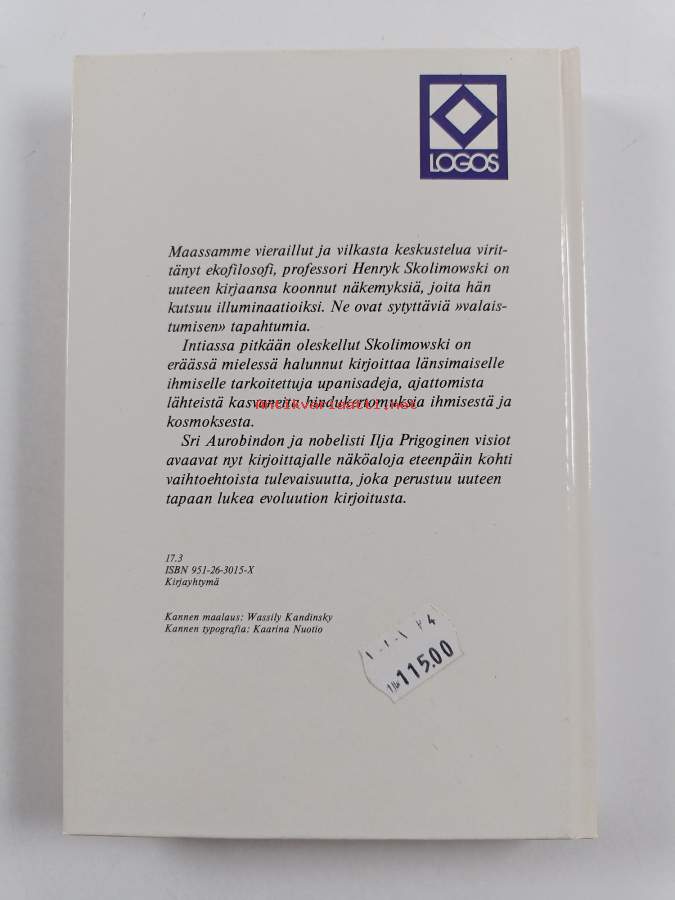 LOGOS
Maassamme vieraillut ja vilkasta keskustelua virit-
tänyt ekofilosofi, professori Henryk Skolimowski on
uuteen kirjaansa koonnut näkemyksiä, joita hän
kutsuu illuminaatioiksi. Ne ovat sytyttäviä »valais-
tumisen» tapahtumia.
Intiassa pitkään oleskellut Skolimowski on
eräässä mielessä halunnut kirjoittaa länsimaiselle
ihmiselle tarkoitettuja upanisadeja, ajattomista
lähteistä kasvaneita hindukertomuksia ihmisestä ja
antikvariaatti.net
kosmoksesta.
Sri Aurobindon ja nobelisti Ilja Prigoginen visiot
avaavat nyt kirjoittajalle näköaloja eteenpäin kohti
vaihtoehtoista tulevaisuutta, joka perustuu uuteen
tapaan lukea evoluution kirjoitusta.
17.3
ISBN 951-26-3015-X
Kirjayhtymä
Kannen maalaus: Wassily Kandinsky
Kannen typografia: Kaarina Nuotio
115.00